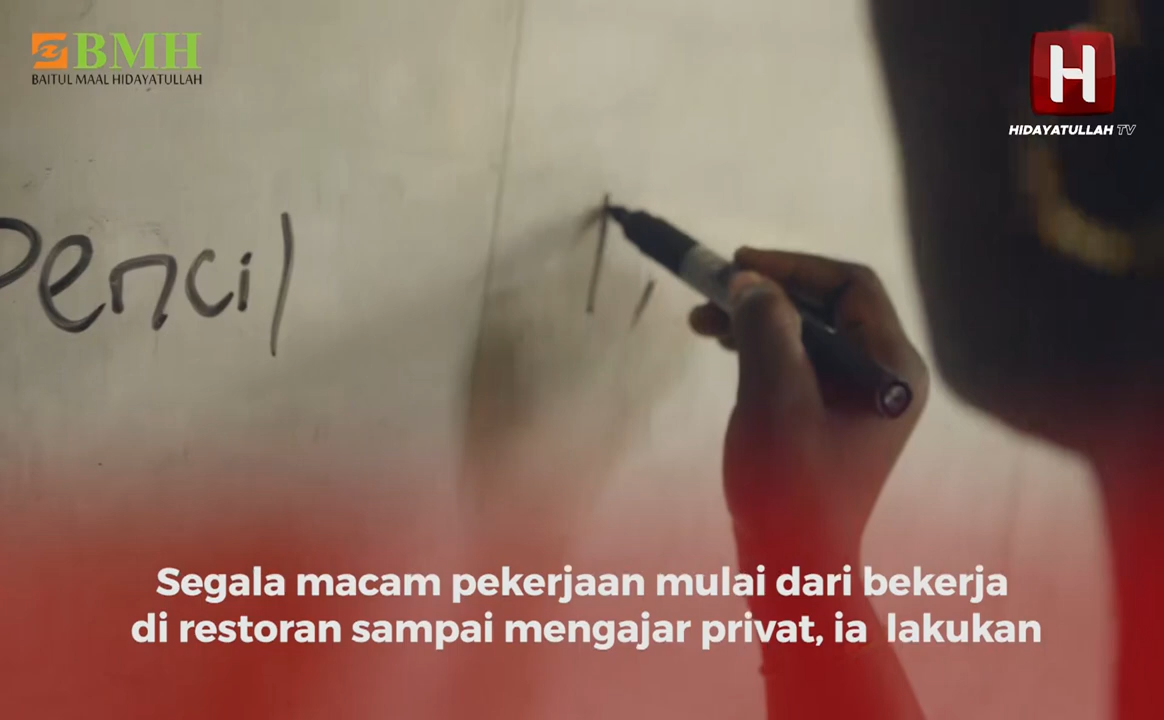 BMH
BAITUL MAAL HIDAYATULLAH
H
HIDAYATULLAH TV
Pencil
Segala macam pekerjaan mulai dari bekerja
di restoran sampai mengajar privat, ia lakukan